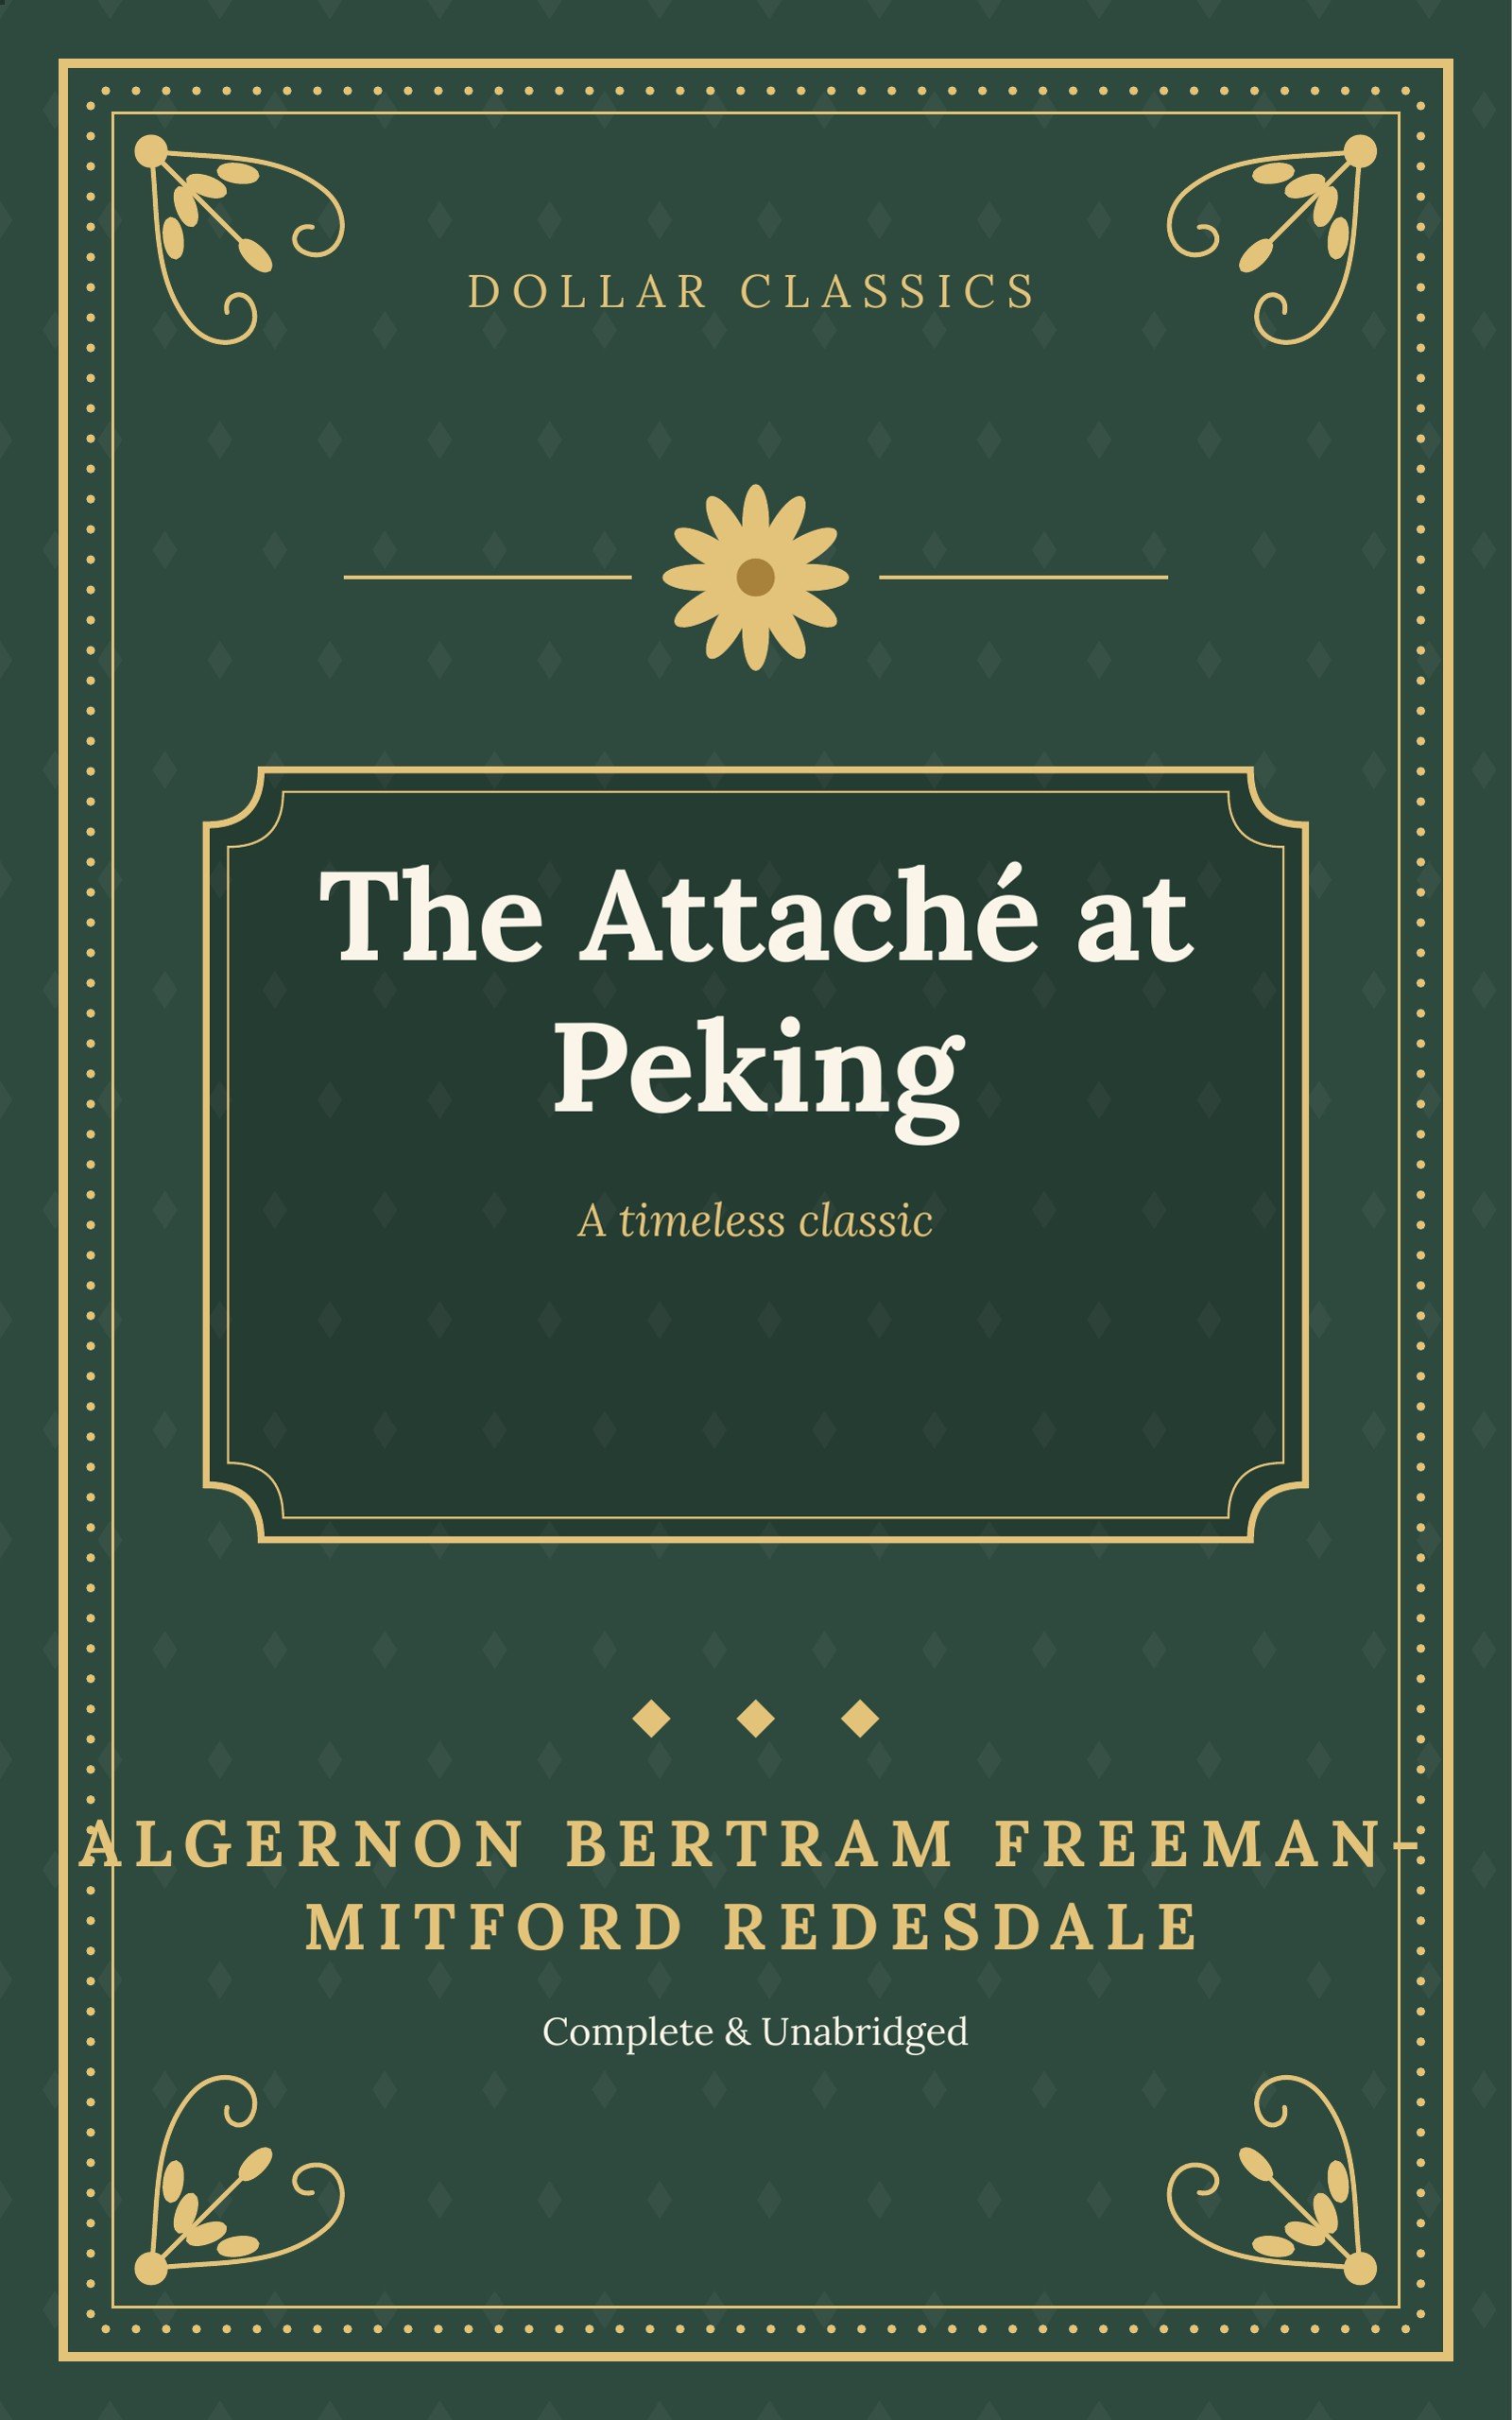 DOLLAR CLASSICS
The Attaché at
Peking
A timeless classic
ALGERNON BERTRAM FREEMAN-
MITFORD REDESDALE
Complete & Unabridged